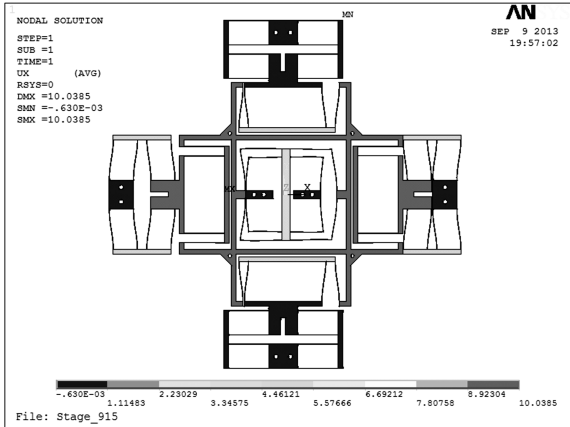 1
NODAL SOLUTION
AN
SEP 9 2013
19:57:02
STEP=1
SUB =1
TIME=1
UX (AVG)
RSYS=0
DMX =10.0385
SMN =-.630E-03
SMX =10.0385
MN
MX
Z
X
-.630E-03 2.23029 4.46121 6.69212 8.92304
1.11483 3.34575 5.57666 7.80758 10.0385
File: Stage_915